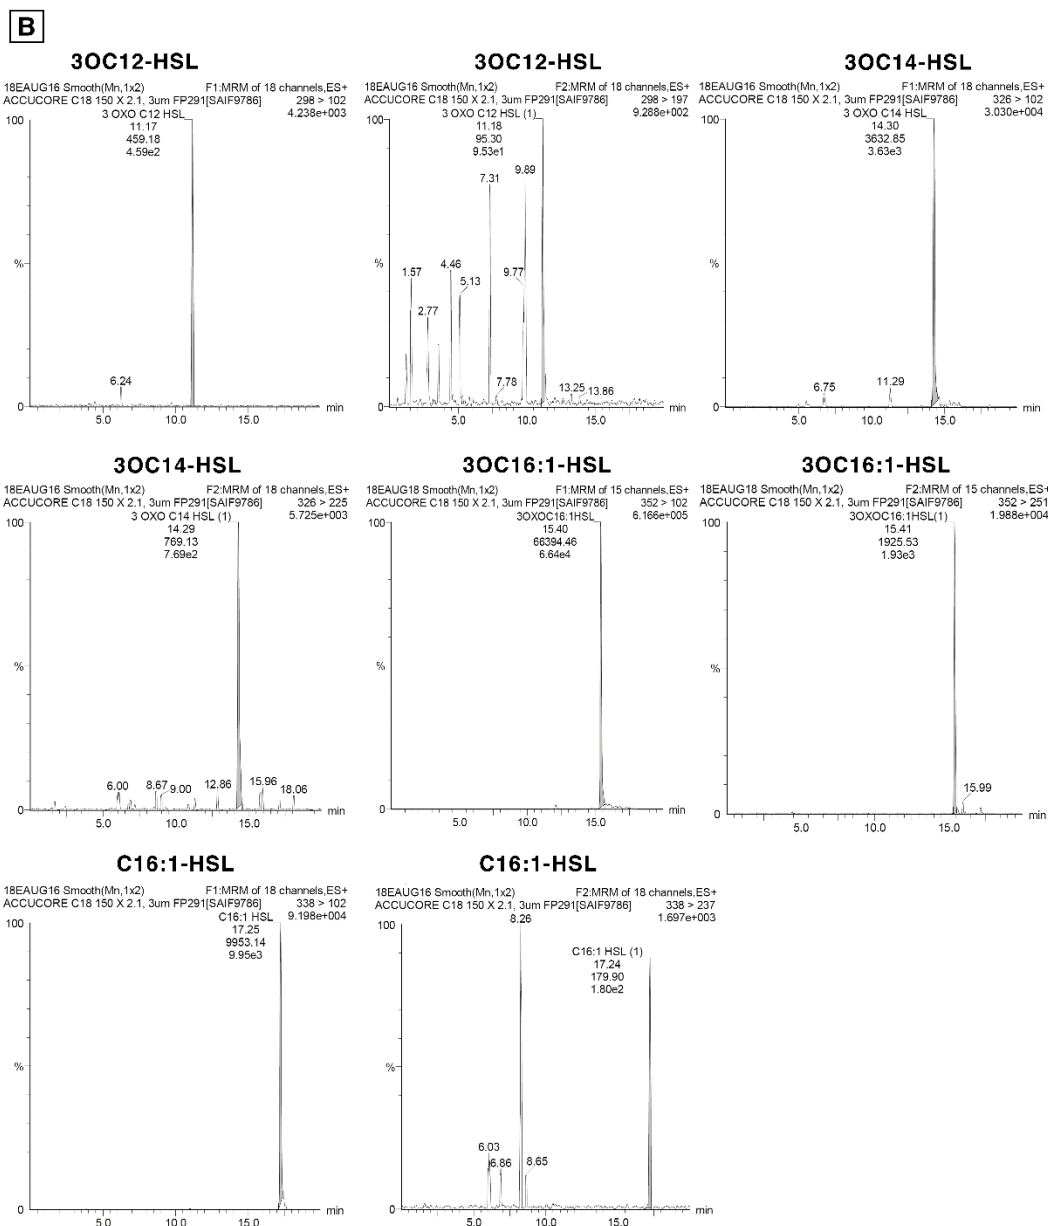 B
3OC12-HSL
18EAUG16 Smooth(Mn,1x2) F1:MRM of 18 channels,ES+
ACCUCORE C18 150 X 2.1, 3um FP291[SAIF9786] 298 > 102
3 OXO C12 HSL 4.238e+003
11.17
459.18
4.59e2
100
%
0
6.24
5.0 10.0 15.0 min
3OC12-HSL
18EAUG16 Smooth(Mn,1x2) F2:MRM of 18 channels,ES+
ACCUCORE C18 150 X 2.1, 3um FP291[SAIF9786] 298 > 197
3 OXO C12 HSL (1) 9.288e+002
11.18
95.30
9.53e1
100
%
0
1.57
2.77
4.46
5.13
7.31
7.78
9.77
9.89
13.25
13.86
5.0 10.0 15.0 min
3OC14-HSL
18EAUG16 Smooth(Mn,1x2) F1:MRM of 18 channels,ES+
ACCUCORE C18 150 X 2.1, 3um FP291[SAIF9786] 326 > 102
3 OXO C14 HSL 3.030e+004
14.30
3632.85
3.63e3
100
%
0
6.75
11.29
5.0 10.0 15.0 min
3OC14-HSL
18EAUG16 Smooth(Mn,1x2) F2:MRM of 18 channels,ES+
ACCUCORE C18 150 X 2.1, 3um FP291[SAIF9786] 326 > 225
3 OXO C14 HSL (1) 5.725e+003
14.29
769.13
7.69e2
100
%
0
6.00
8.67
9.00
12.86
15.96
18.06
5.0 10.0 15.0 min
3OC16:1-HSL
18EAUG18 Smooth(Mn,1x2) F1:MRM of 15 channels,ES+
ACCUCORE C18 150 X 2.1, 3um FP291[SAIF9786] 352 > 102
3OXOC16:1HSL 6.166e+005
15.40
66394.46
6.64e4
100
%
0
5.0 10.0 15.0 min
3OC16:1-HSL
18EAUG18 Smooth(Mn,1x2) F2:MRM of 15 channels,ES+
ACCUCORE C18 150 X 2.1, 3um FP291[SAIF9786] 352 > 251
3OXOC16:1HSL(1) 1.988e+004
15.41
1925.53
1.93e3
100
%
0
15.99
5.0 10.0 15.0 min
C16:1-HSL
18EAUG16 Smooth(Mn,1x2) F1:MRM of 18 channels,ES+
ACCUCORE C18 150 X 2.1, 3um FP291[SAIF9786] 338 > 102
C16:1 HSL 9.198e+004
17.25
9953.14
9.95e3
100
%
0
5.0 10.0 15.0 min
C16:1-HSL
18EAUG16 Smooth(Mn,1x2) F2:MRM of 18 channels,ES+
ACCUCORE C18 150 X 2.1, 3um FP291[SAIF9786] 338 > 237
8.26 1.697e+003
C16:1 HSL (1)
17.24
179.90
1.80e2
100
%
0
6.03
6.86
8.65
5.0 10.0 15.0 min